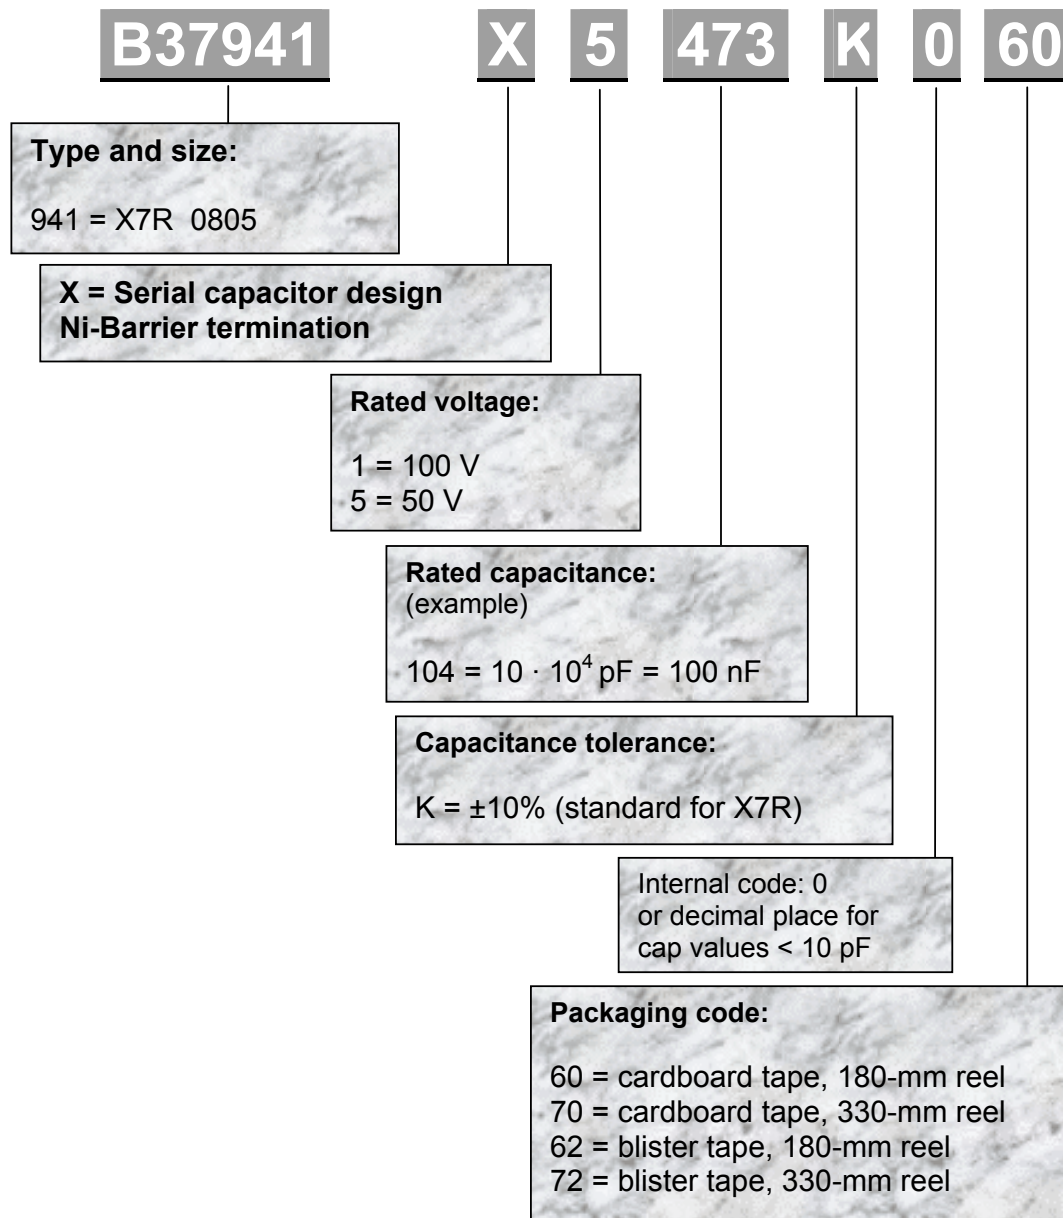 B37941 X 5 473 K 0 60
Type and size:
941 = X7R 0805
X = Serial capacitor design
Ni-Barrier termination
Rated voltage:
1 = 100 V
5 = 50 V
Rated capacitance:
(example)
104 = 10 · 10⁴ pF = 100 nF
Capacitance tolerance:
K = ±10% (standard for X7R)
Internal code: 0
or decimal place for
cap values < 10 pF
Packaging code:
60 = cardboard tape, 180-mm reel
70 = cardboard tape, 330-mm reel
62 = blister tape, 180-mm reel
72 = blister tape, 330-mm reel